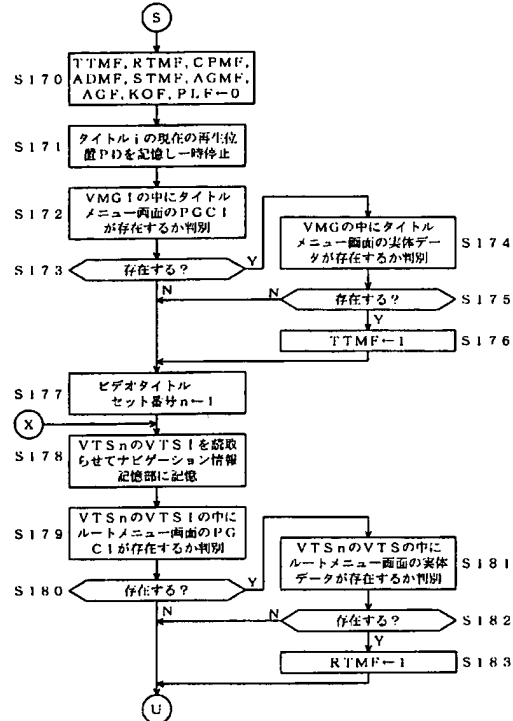 S
S170
TTMF, RTMF, CPMF,
ADMF, STMF, AGMF,
AGF, KOF, PLF←0
S171
タイトルiの現在の再生位
置PDを記憶し一時停止
S172
VMGIの中にタイトル
メニュー画面のPGCI
が存在するか判別
S173
存在する?
Y
N
VMGの中にタイトル
メニュー画面の実体デー
タが存在するか判別
S174
存在する?
S175
N
Y
TTMF←1
S176
S177
ビデオタイトル
セット番号n←1
X
S178
VTSnのVTSIを読取
らせてナビゲーション情報
記憶部に記憶
S179
VTSnのVTSIの中に
ルートメニュー画面のPG
CIが存在するか判別
S180
存在する?
Y
N
VTSnのVTSの中に
ルートメニュー画面の実体
データが存在するか判別
S181
存在する?
S182
N
Y
RTMF←1
S183
U